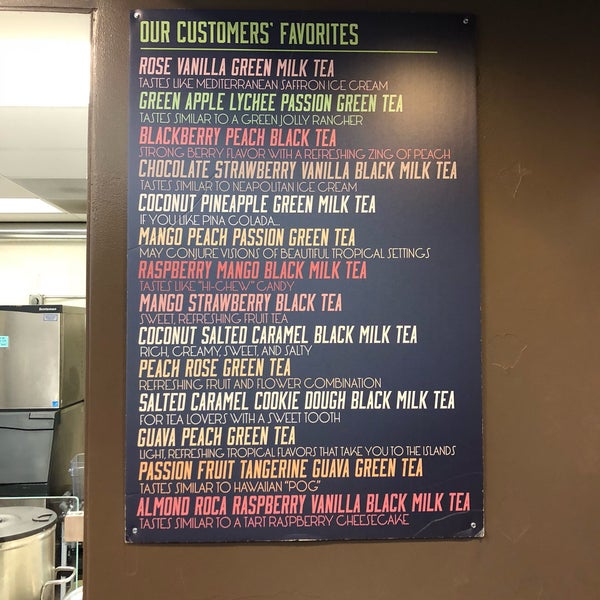 OUR CUSTOMERS' FAVORITES
ROSE VANILLA GREEN MILK TEA
TASTES LIKE MEDITERRANEAN SAFFRON ICE CREAM
GREEN APPLE LYCHEE PASSION GREEN TEA
TASTES SIMILAR TO A GREEN JOLLY RANCHER
BLACKBERRY PEACH BLACK TEA
STRONG BERRY FLAVOR WITH A REFRESHING ZING OF PEACH
CHOCOLATE STRAWBERRY VANILLA BLACK MILK TEA
TASTES SIMILAR TO NEAPOLITAN ICE CREAM
COCONUT PINEAPPLE GREEN MILK TEA
IF YOU LIKE PINA COLADA...
MANGO PEACH PASSION GREEN TEA
MAY CONJURE VISIONS OF BEAUTIFUL TROPICAL SETTINGS
RASPBERRY MANGO BLACK MILK TEA
TASTES LIKE "HI-CHEW" CANDY
MANGO STRAWBERRY BLACK TEA
SWEET, REFRESHING FRUIT TEA
COCONUT SALTED CARAMEL BLACK MILK TEA
RICH, CREAMY, SWEET, AND SALTY
PEACH ROSE GREEN TEA
REFRESHING FRUIT AND FLOWER COMBINATION
SALTED CARAMEL COOKIE DOUGH BLACK MILK TEA
FOR TEA LOVERS WITH A SWEET TOOTH
GUAVA PEACH GREEN TEA
LIGHT, REFRESHING TROPICAL FLAVORS THAT TAKE YOU TO THE ISLANDS
PASSION FRUIT TANGERINE GUAVA GREEN TEA
TASTES SIMILAR TO HAWAIIAN "POG"
ALMOND ROCA RASPBERRY VANILLA BLACK MILK TEA
TASTES SIMILAR TO A TART RASPBERRY CHEESECAKE